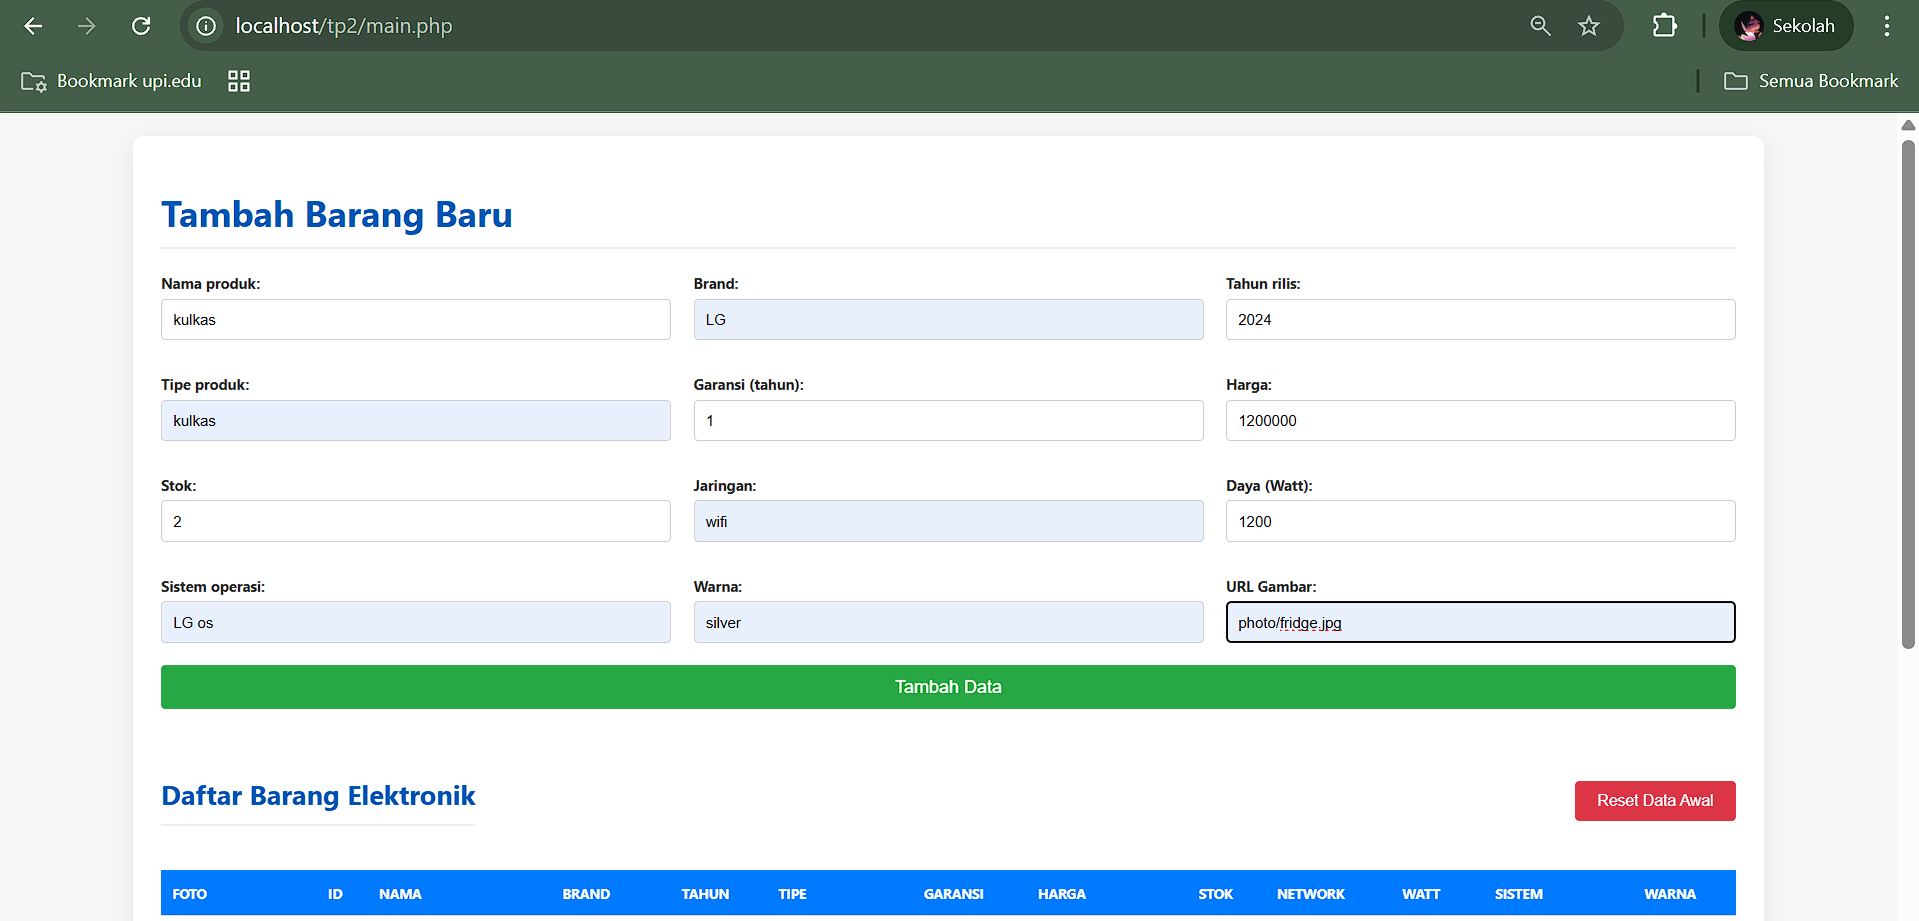 localhost/tp2/main.php
Sekolah
Bookmark upi.edu
Semua Bookmark
Tambah Barang Baru
Nama produk: Brand: Tahun rilis:
kulkas LG 2024
Tipe produk: Garansi (tahun): Harga:
kulkas 1 1200000
Stok: Jaringan: Daya (Watt):
2 wifi 1200
Sistem operasi: Warna: URL Gambar:
LG os silver photo/fridge.jpg
Tambah Data
Daftar Barang Elektronik
Reset Data Awal
FOTO ID NAMA BRAND TAHUN TIPE GARANSI HARGA STOK NETWORK WATT SISTEM WARNA